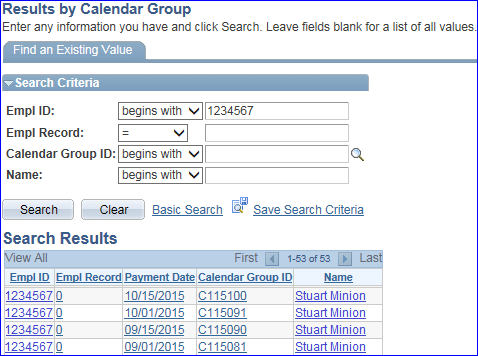 Results by Calendar Group
Enter any information you have and click Search. Leave fields blank for a list of all values.
Find an Existing Value
Search Criteria
Empl ID: begins with 1234567
Empl Record: =
Calendar Group ID: begins with
Name: begins with
Search Clear Basic Search Save Search Criteria
Search Results
View All First 1-53 of 53 Last
Empl ID Empl Record Payment Date Calendar Group ID Name
1234567 0 10/15/2015 C115100 Stuart Minion
1234567 0 10/01/2015 C115091 Stuart Minion
1234567 0 09/15/2015 C115090 Stuart Minion
1234567 0 09/01/2015 C115081 Stuart Minion